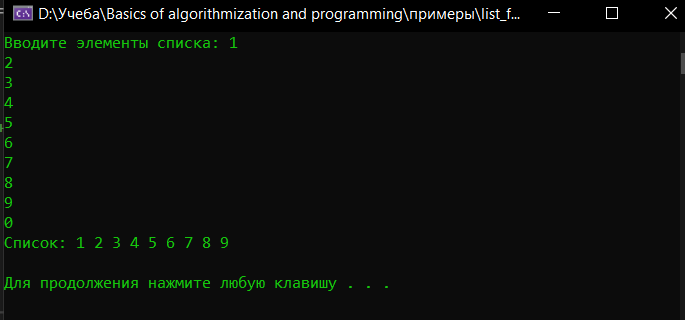 D:\Учеба\Basics of algorithmization and programming\примеры\list_f...
Вводите элементы списка: 1
2
3
4
5
6
7
8
9
0
Список: 1 2 3 4 5 6 7 8 9
Для продолжения нажмите любую клавишу . . .